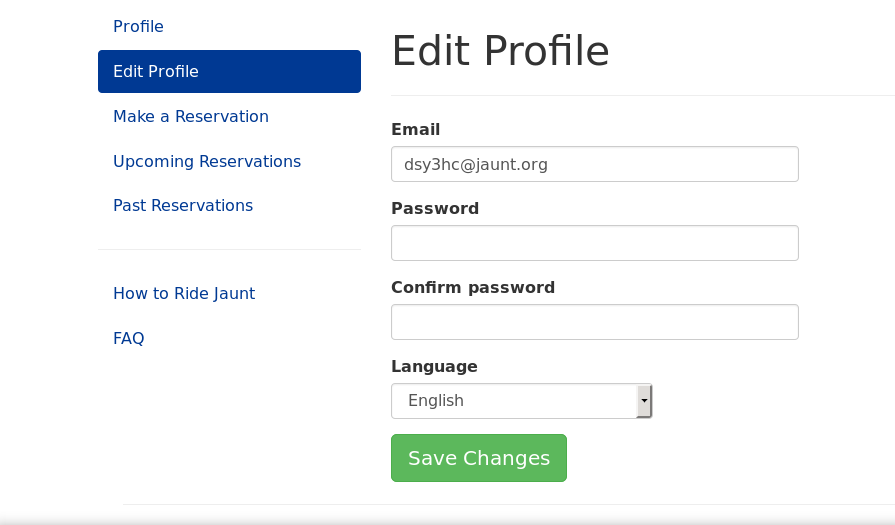 Profile
Edit Profile
Make a Reservation
Upcoming Reservations
Past Reservations
How to Ride Jaunt
FAQ
Edit Profile
Email
dsy3hc@jaunt.org
Password
Confirm password
Language
English
Save Changes